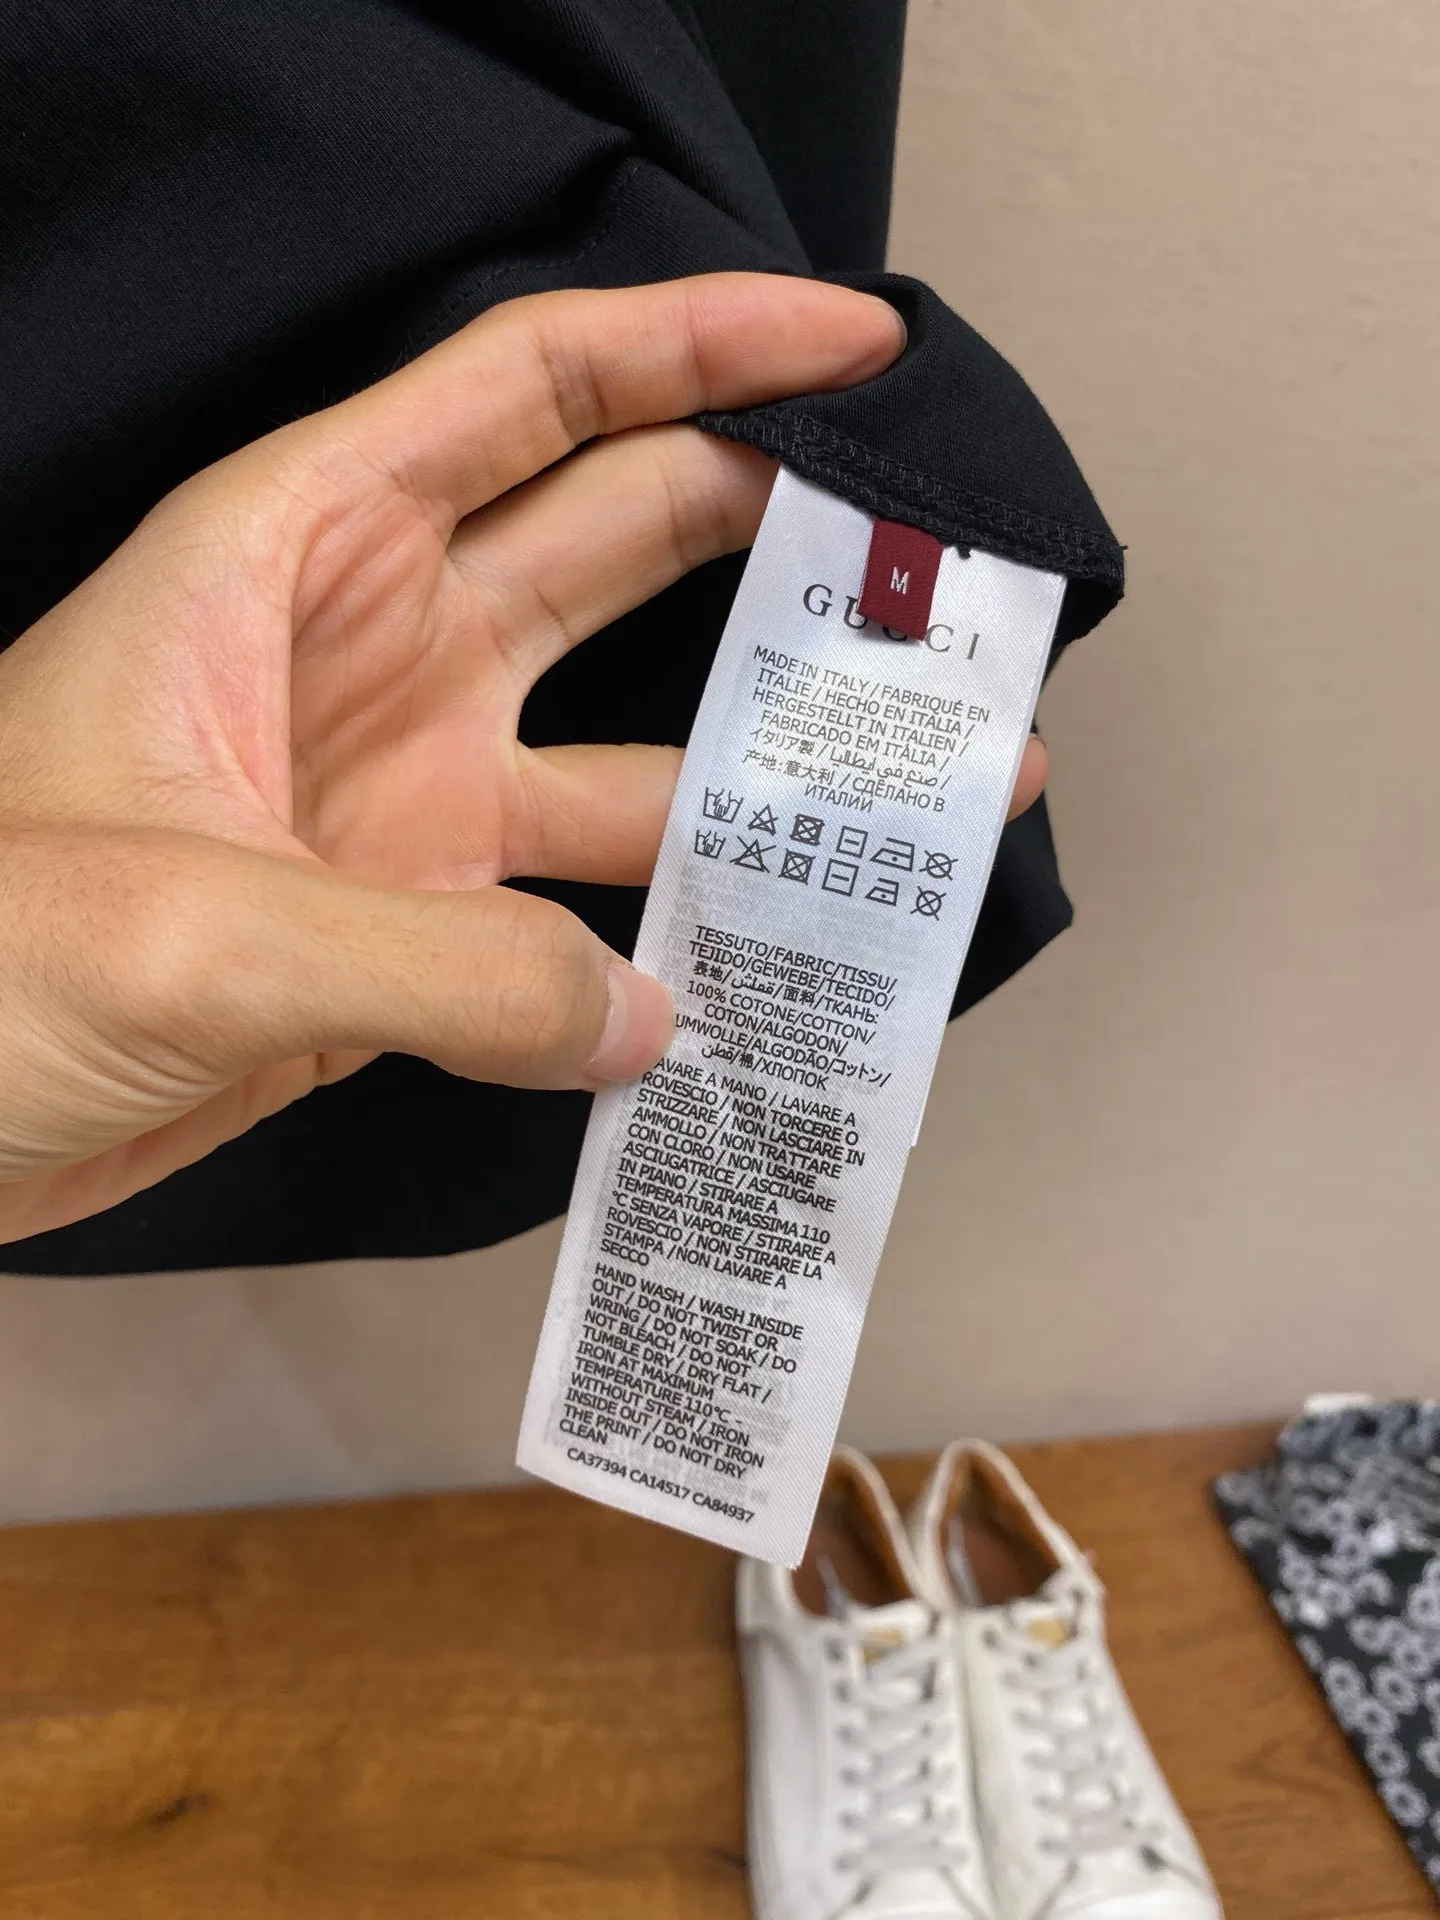 M
GUCCI
MADE IN ITALY / FABRIQUÉ EN
ITALIE / HECHO EN ITALIA /
HERGESTELLT IN ITALIEN /
FABRICADO EM ITÁLIA /
イタリア製 / صنع في ايطاليا /
产地:意大利 / СДЕЛАНО В
ИТАЛИИ
TESSUTO/FABRIC/TISSU/
TEJIDO/GEWEBE/TECIDO/
表地/قماش/面料/ТКАНЬ:
100% COTONE/COTTON/
COTON/ALGODON/
UMWOLLE/ALGODÃO/コットン/
قطن/棉/ХЛОПОК
AVARE A MANO / LAVARE A
ROVESCIO / NON TORCERE O
STRIZZARE / NON LASCIARE IN
AMMOLLO / NON TRATTARE
CON CLORO / NON USARE
ASCIUGATRICE / ASCIUGARE
IN PIANO / STIRARE A
TEMPERATURA MASSIMA 110
°C SENZA VAPORE / STIRARE A
ROVESCIO / NON STIRARE LA
STAMPA / NON LAVARE A
SECCO
HAND WASH / WASH INSIDE
OUT / DO NOT TWIST OR
WRING / DO NOT SOAK / DO
NOT BLEACH / DO NOT
TUMBLE DRY / DRY FLAT /
IRON AT MAXIMUM
TEMPERATURE 110°C -
WITHOUT STEAM / IRON
INSIDE OUT / DO NOT IRON
THE PRINT / DO NOT DRY
CLEAN
CA37394 CA14517 CA84937